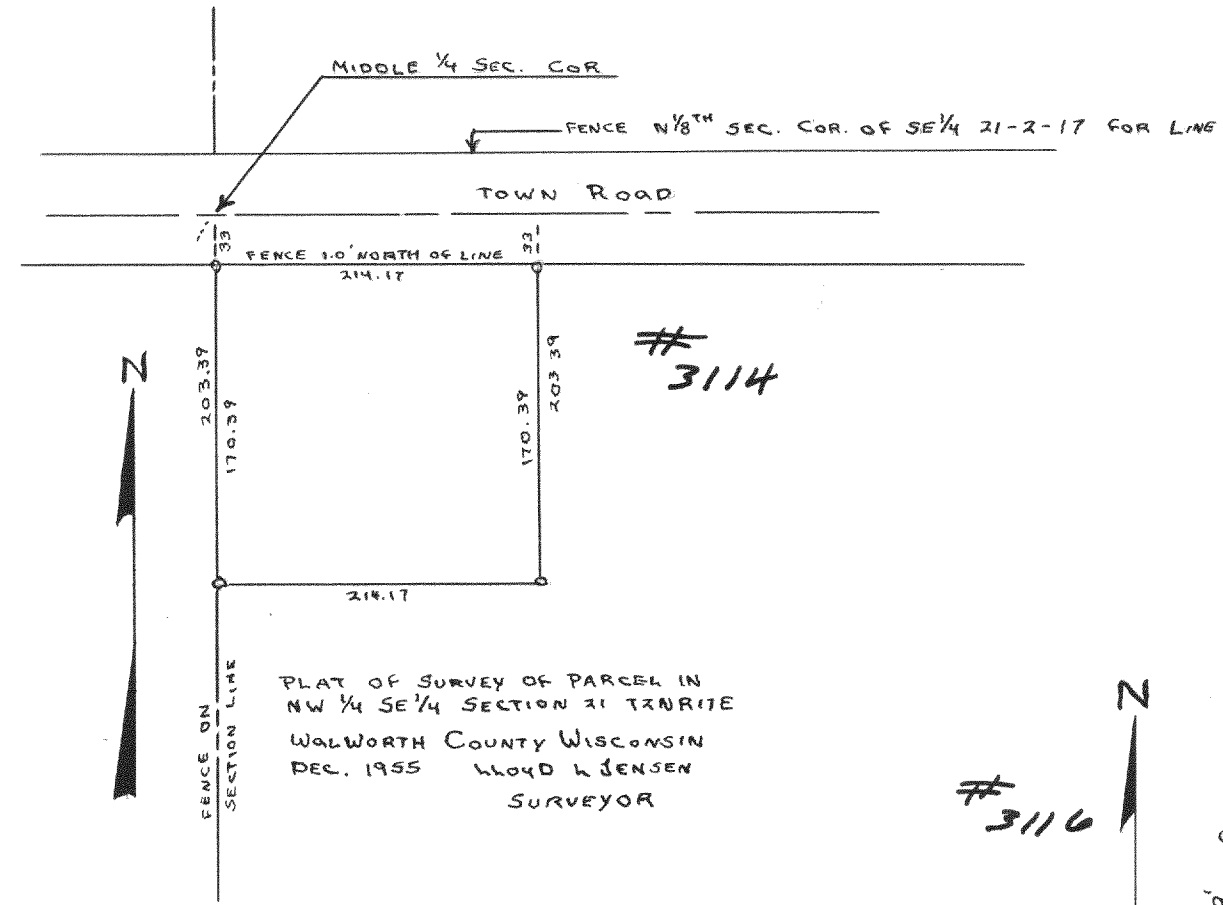 MIDDLE 1/4 SEC. COR
FENCE N 1/8TH SEC. COR. OF SE 1/4 21-2-17 FOR LINE
TOWN ROAD
33
33
FENCE 1.0' NORTH OF LINE
214.17
N
203.39
170.39
170.39
203 39
# 3114
214.17
FENCE ON
SECTION LINE
PLAT OF SURVEY OF PARCEL IN
NW 1/4 SE 1/4 SECTION 21 T2NR17E
WALWORTH COUNTY WISCONSIN
DEC. 1955 LLOYD L JENSEN
SURVEYOR
N
# 3116